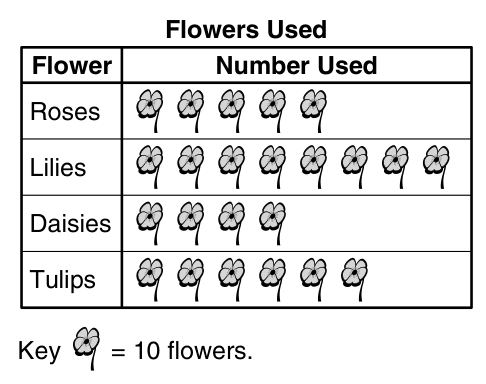 Flowers Used
Flower Number Used
Roses
Lilies
Daisies
Tulips
Key = 10 flowers.